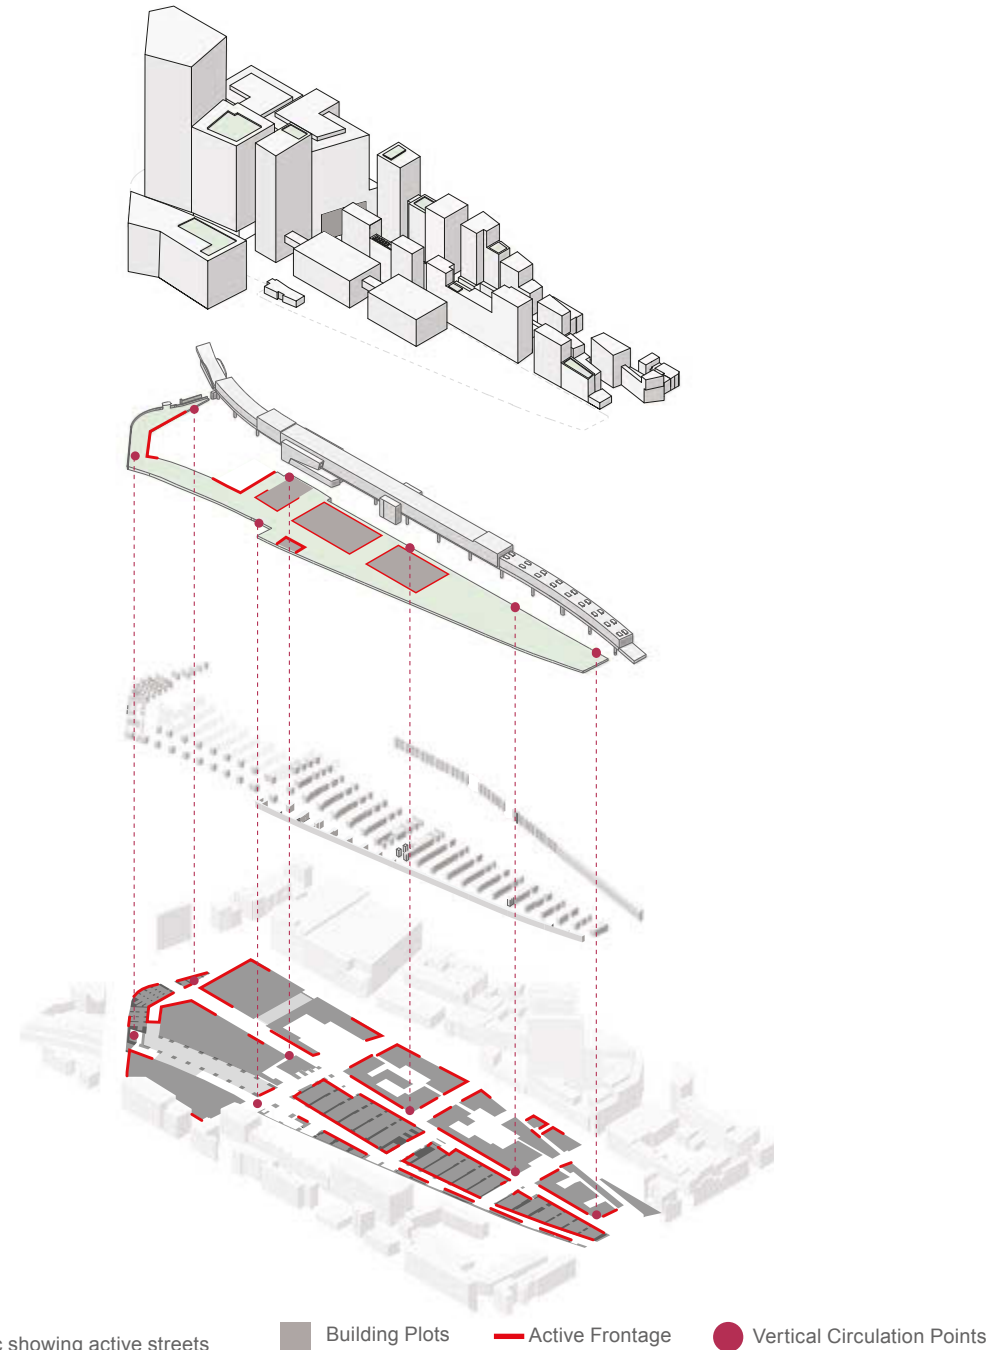 showing active streets
Building Plots
Active Frontage
Vertical Circulation Points